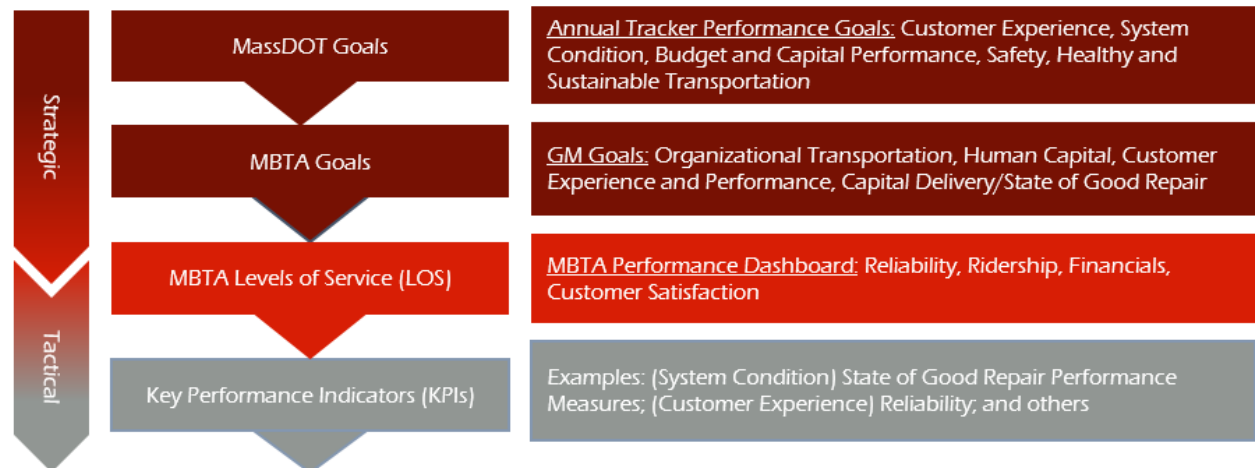 Strategic
Tactical
MassDOT Goals
Annual Tracker Performance Goals: Customer Experience, System
Condition, Budget and Capital Performance, Safety, Healthy and
Sustainable Transportation
MBTA Goals
GM Goals: Organizational Transportation, Human Capital, Customer
Experience and Performance, Capital Delivery/State of Good Repair
MBTA Levels of Service (LOS)
MBTA Performance Dashboard: Reliability, Ridership, Financials,
Customer Satisfaction
Key Performance Indicators (KPIs)
Examples: (System Condition) State of Good Repair Performance
Measures; (Customer Experience) Reliability; and others